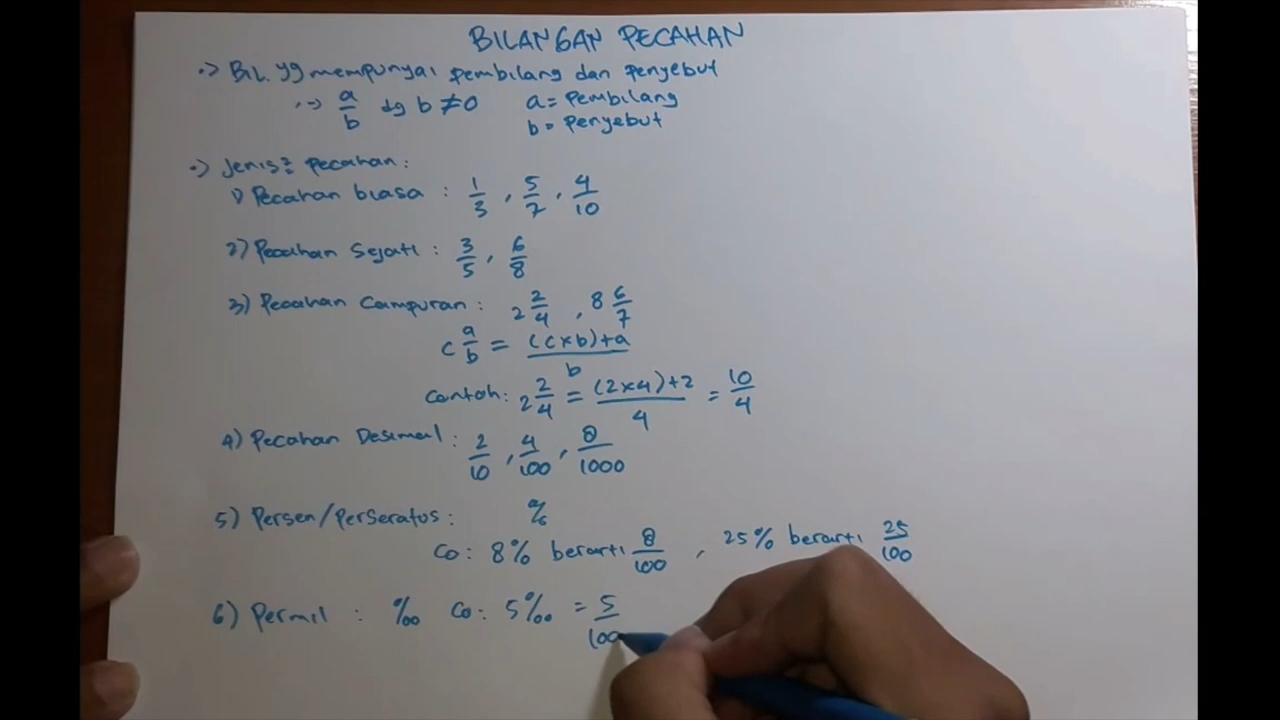 BILANGAN PECAHAN
·> Bil. yg mempunyai pembilang dan penyebut
·-> a/b dg b ≠ 0 a = Pembilang
b = Penyebut
·) Jenis2 Pecahan :
1) Pecahan biasa : 1/3 , 5/7 , 4/10
2) Pecahan Sejati : 3/5 , 6/8
3) Pecahan Campuran : 2 2/4 , 8 6/7
c a/b = (c×b)+a / b
Contoh: 2 2/4 = (2×4)+2 / 4 = 10/4
4) Pecahan Desimal : 2/10 , 4/100 , 8/1000
5) Persen/Perseratus : %
Co : 8% berarti 8/100 , 25% berarti 25/100
6) Permil : ‰ Co : 5‰ = 5/100